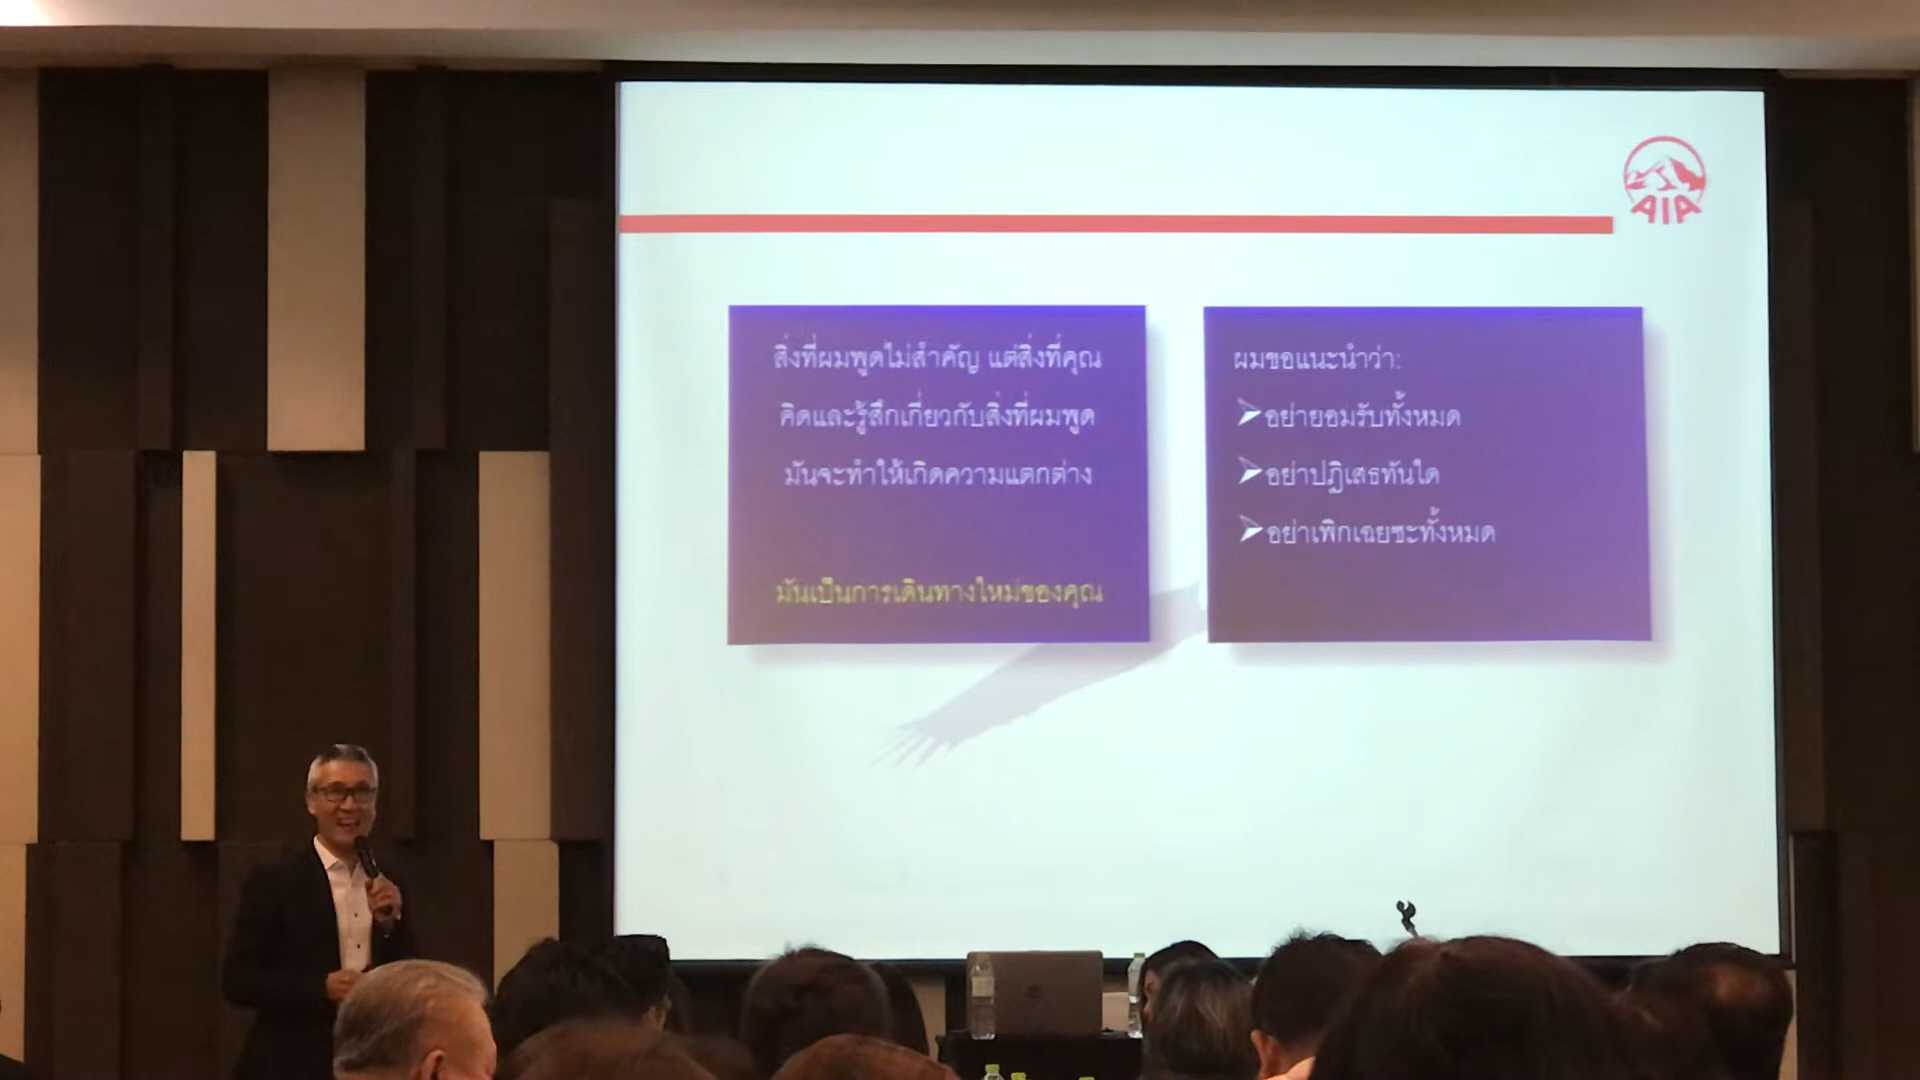 AIA
สิ่งที่ผมพูดไม่สำคัญ แต่สิ่งที่คุณ
คิดและรู้สึกเกี่ยวกับสิ่งที่ผมพูด
มันจะทำให้เกิดความแตกต่าง
มันเป็นการเดินทางใหม่ของคุณ
ผมขอแนะนำว่า:
อย่ายอมรับทั้งหมด
อย่าปฏิเสธทันใด
อย่าเพิกเฉยซะทั้งหมด